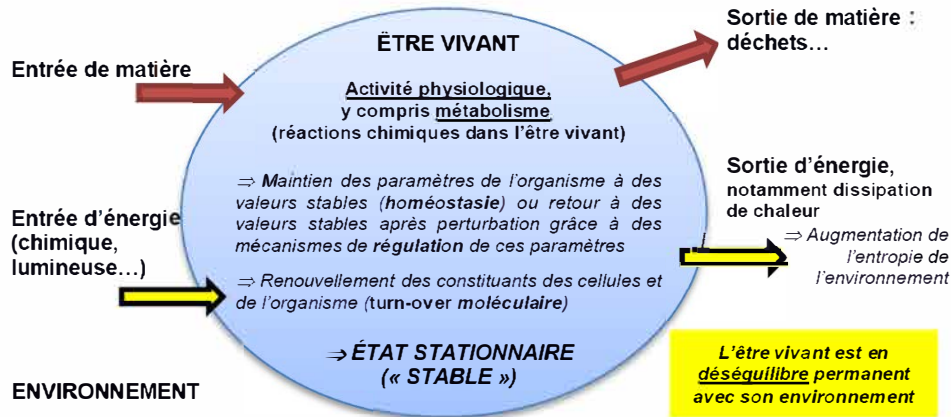 Entrée de matière
ÊTRE VIVANT
Activité physiologique,
y compris métabolisme
(réactions chimiques dans l'être vivant)
Sortie de matière :
déchets…
Entrée d'énergie
(chimique,
lumineuse…)
⇒ Maintien des paramètres de l'organisme à des
valeurs stables (homéostasie) ou retour à des
valeurs stables après perturbation grâce à des
mécanismes de régulation de ces paramètres
⇒ Renouvellement des constituants des cellules et
de l'organisme (turn-over moléculaire)
⇒ ÉTAT STATIONNAIRE
(« STABLE »)
Sortie d'énergie,
notamment dissipation
de chaleur
⇒ Augmentation de
l'entropie de
l'environnement
ENVIRONNEMENT
L'être vivant est en
déséquilibre permanent
avec son environnement